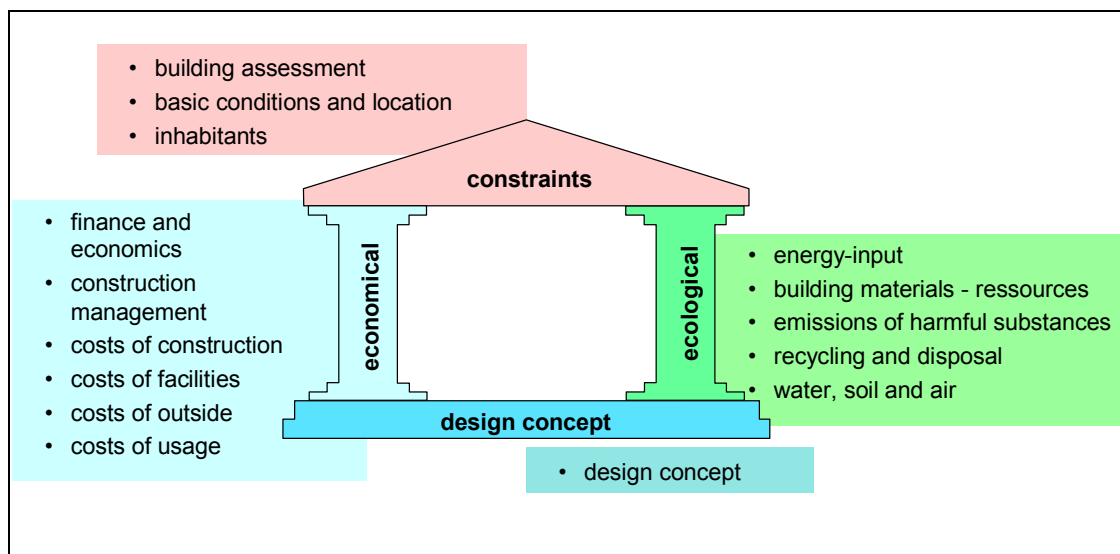 • building assessment
• basic conditions and location
• inhabitants
constraints
• finance and
economics
• construction
management
• costs of construction
• costs of facilities
• costs of outside
• costs of usage
economical
ecological
• energy-input
• building materials - ressources
• emissions of harmful substances
• recycling and disposal
• water, soil and air
design concept
• design concept